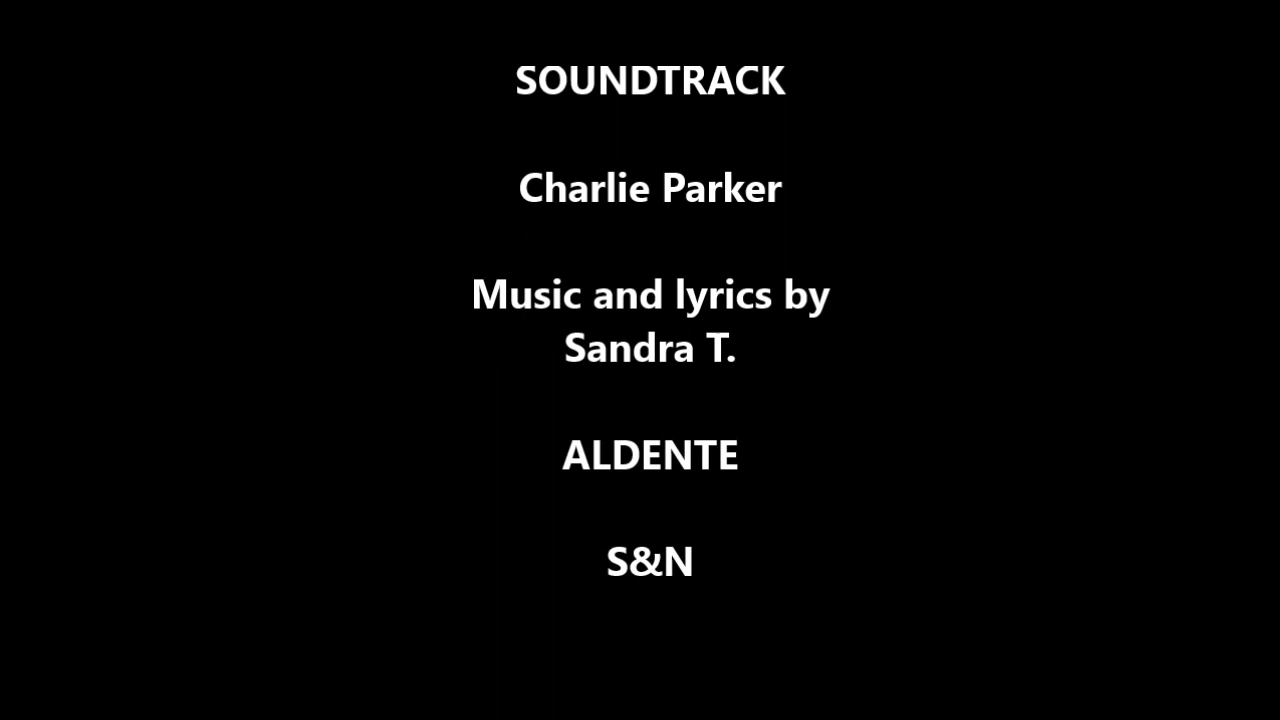 SOUNDTRACK
Charlie Parker
Music and lyrics by
Sandra T.
ALDENTE
S&N